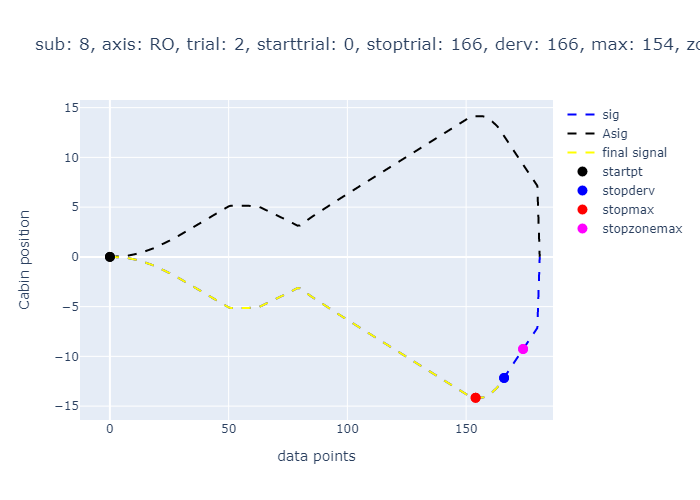 sub: 8, axis: RO, trial: 2, starttrial: 0, stoptrial: 166, derv: 166, max: 154,
15
10
5
0
−5
−10
−15
Cabin position
0
50
100
150
data points
sig
Asig
final signal
startpt
stopderv
stopmax
stopzonemax